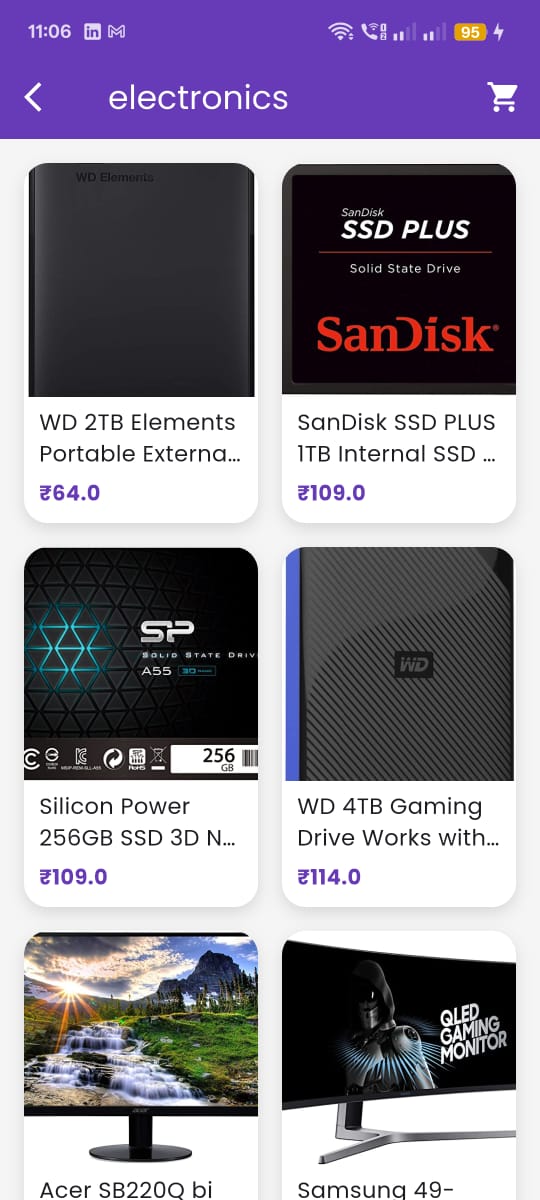 11:06
95
electronics
WD Elements
SanDisk
SSD PLUS
Solid State Drive
SanDisk®
WD 2TB Elements
Portable Externa...
₹64.0
SanDisk SSD PLUS
1TB Internal SSD ...
₹109.0
SP
SOLID STATE DRIV
A55 3D NAND
256
GB
WD
Silicon Power
256GB SSD 3D N...
₹109.0
WD 4TB Gaming
Drive Works with...
₹114.0
QLED
GAMING
MONITOR
acer
Acer SB220Q bi
Samsung 49-